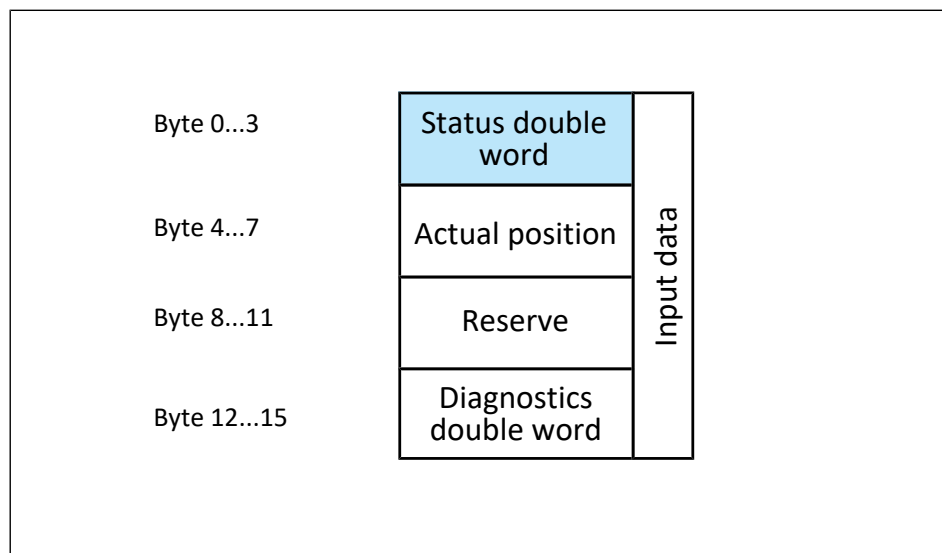 Byte 0...3
Status double
word
Byte 4...7
Actual position
Byte 8...11
Reserve
Byte 12...15
Diagnostics
double word
Input data